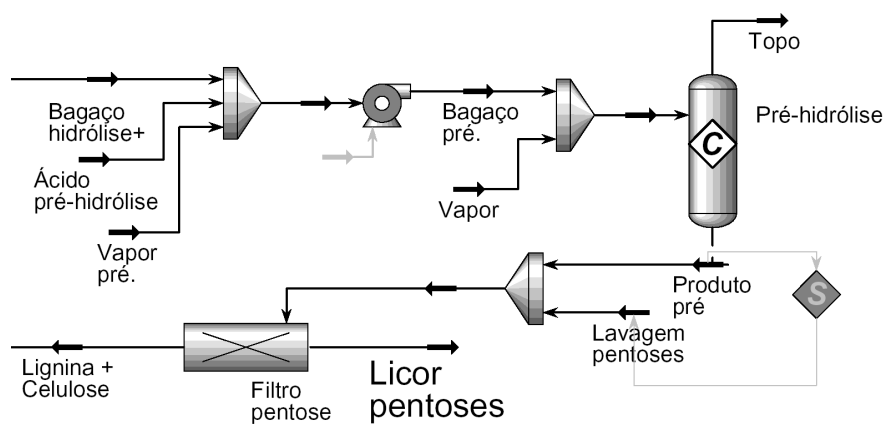 Topo
Bagaço
hidrólise+
Bagaço
pré.
Pré-hidrólise
C
Ácido
pré-hidrólise
Vapor
Vapor
pré.
Produto
pré
S
Lavagem
pentoses
Lignina +
Celulose
Filtro
pentose
Licor
pentoses